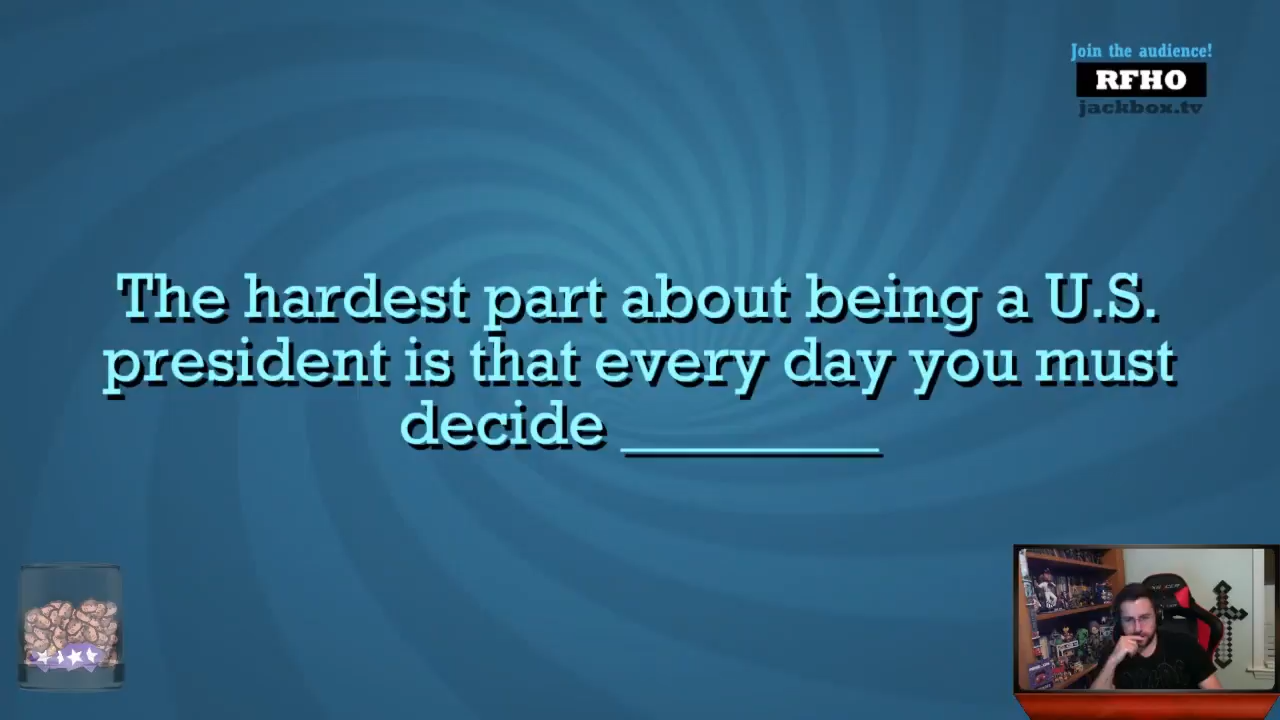 Join the audience!
RFHO
jackbox.tv
The hardest part about being a U.S.
president is that every day you must
decide ________